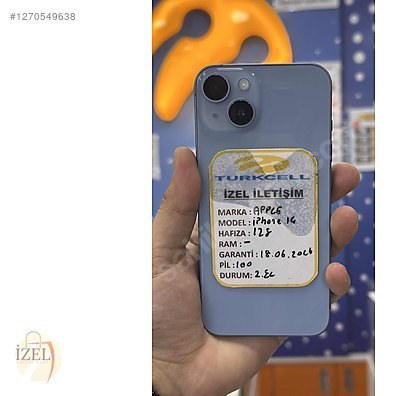 #1270549638
TURKCELL
İZEL İLETİŞİM
MARKA : APPLE
MODEL : iPhone 14
HAFIZA : 128
RAM : -
GARANTİ : 18.06.2026
PİL : 100
DURUM : 2.EL
İZEL